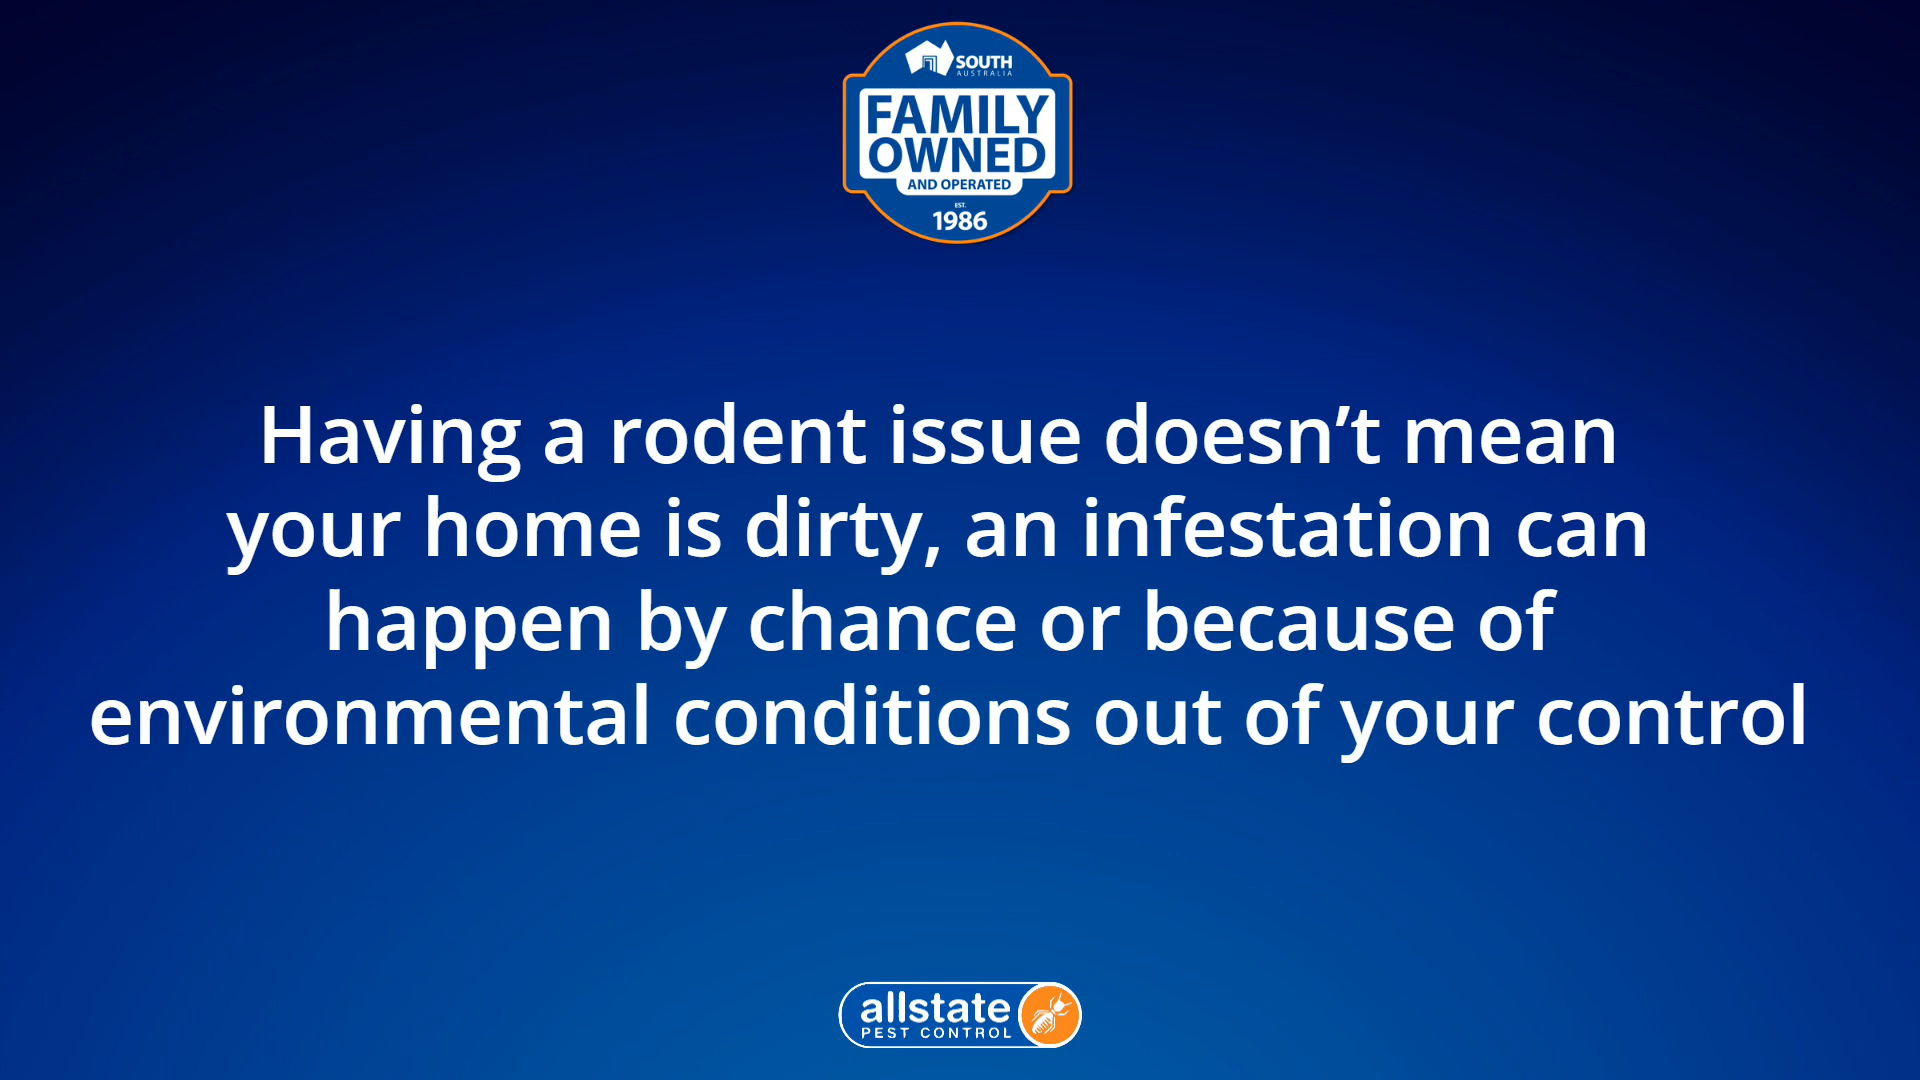 SOUTH
AUSTRALIA
FAMILY
OWNED
AND OPERATED
EST.
1986
Having a rodent issue doesn’t mean
your home is dirty, an infestation can
happen by chance or because of
environmental conditions out of your control
allstate
PEST CONTROL